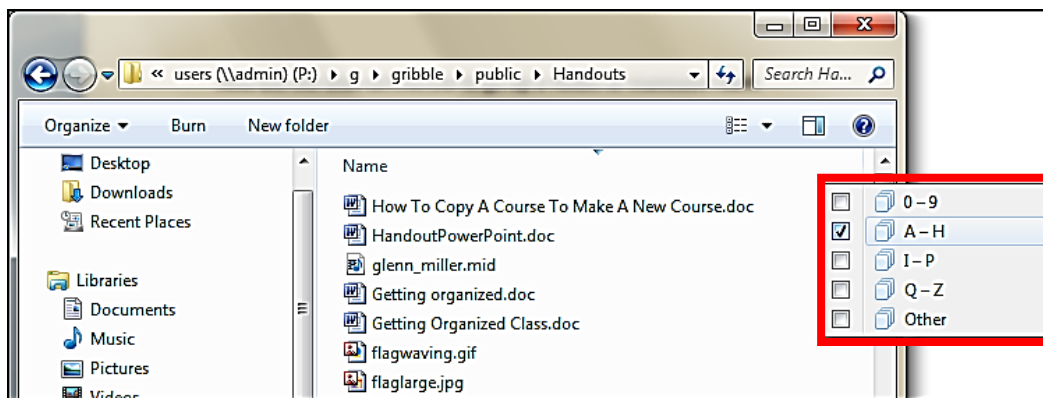 « users (\\admin) (P:) ▸ g ▸ gribble ▸ public ▸ Handouts
Search Ha...
Organize ▾ Burn New folder
Desktop
Downloads
Recent Places
Libraries
Documents
Music
Pictures
Videos
Name
How To Copy A Course To Make A New Course.doc
HandoutPowerPoint.doc
glenn_miller.mid
Getting organized.doc
Getting Organized Class.doc
flagwaving.gif
flaglarge.jpg
0 – 9
A – H
I – P
Q – Z
Other